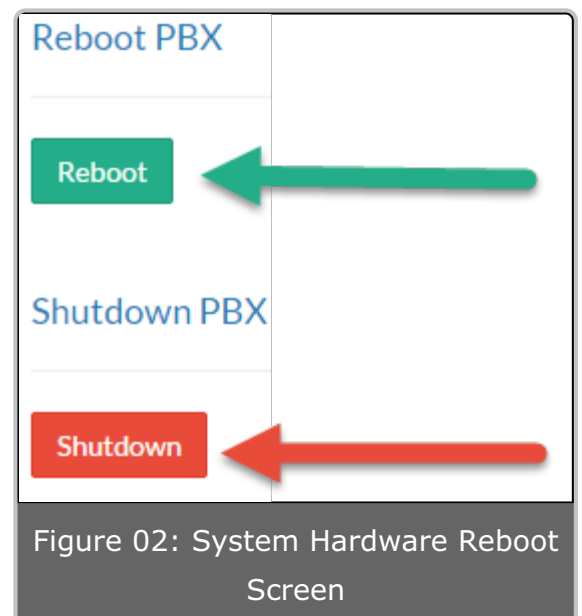 Reboot PBX
Reboot
Shutdown PBX
Shutdown
Figure 02: System Hardware Reboot
Screen